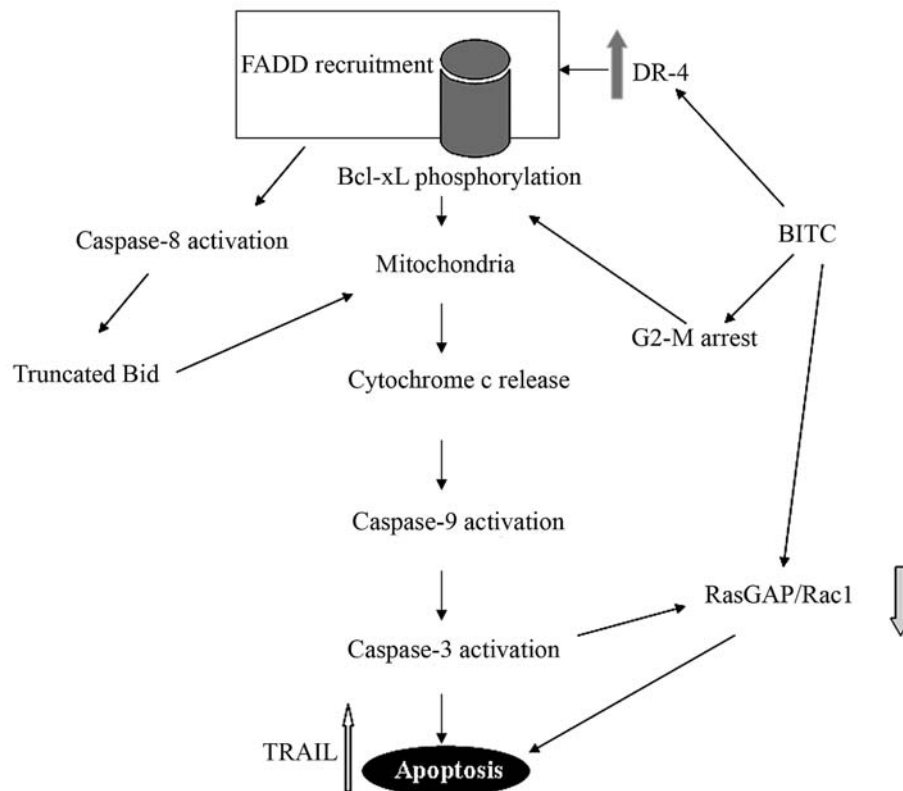 FADD recruitment
DR-4
Bcl-xL phosphorylation
Caspase-8 activation
BITC
Mitochondria
G2-M arrest
Truncated Bid
Cytochrome c release
Caspase-9 activation
RasGAP/Rac1
Caspase-3 activation
TRAIL
Apoptosis